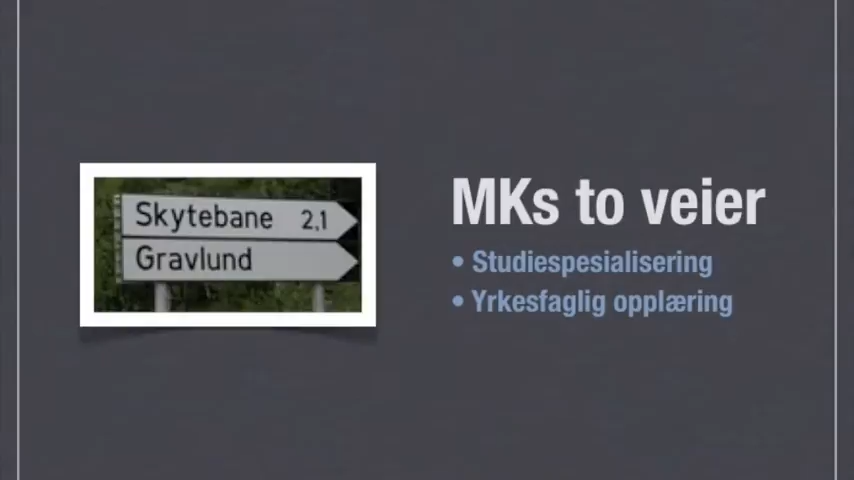 Skytebane 2,1
Gravlund
MKs to veier
• Studiespesialisering
• Yrkesfaglig opplæring